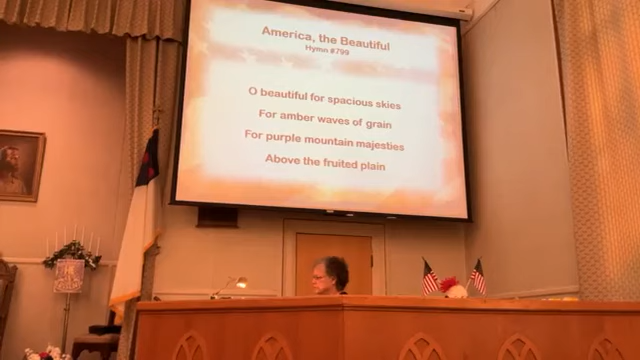 America, the Beautiful
Hymn #799
O beautiful for spacious skies
For amber waves of grain
For purple mountain majesties
Above the fruited plain